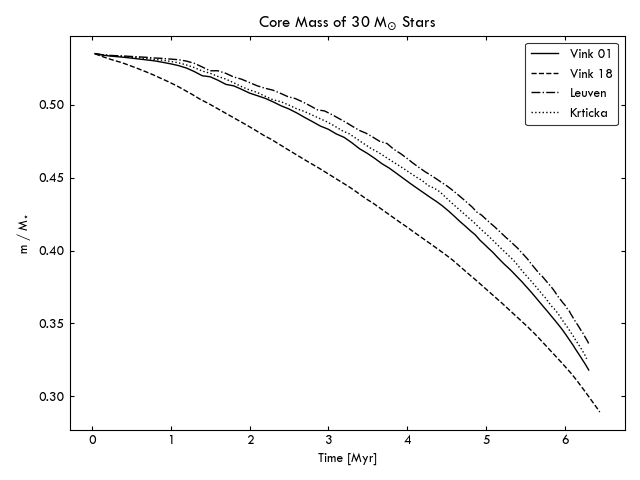 Core Mass of 30 M⊙ Stars
Vink 01
Vink 18
Leuven
Krticka
m / M⋆
0.50
0.45
0.40
0.35
0.30
0 1 2 3 4 5 6
Time [Myr]